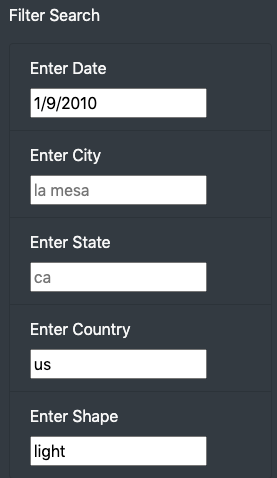 Filter Search
Enter Date
1/9/2010
Enter City
la mesa
Enter State
ca
Enter Country
us
Enter Shape
light